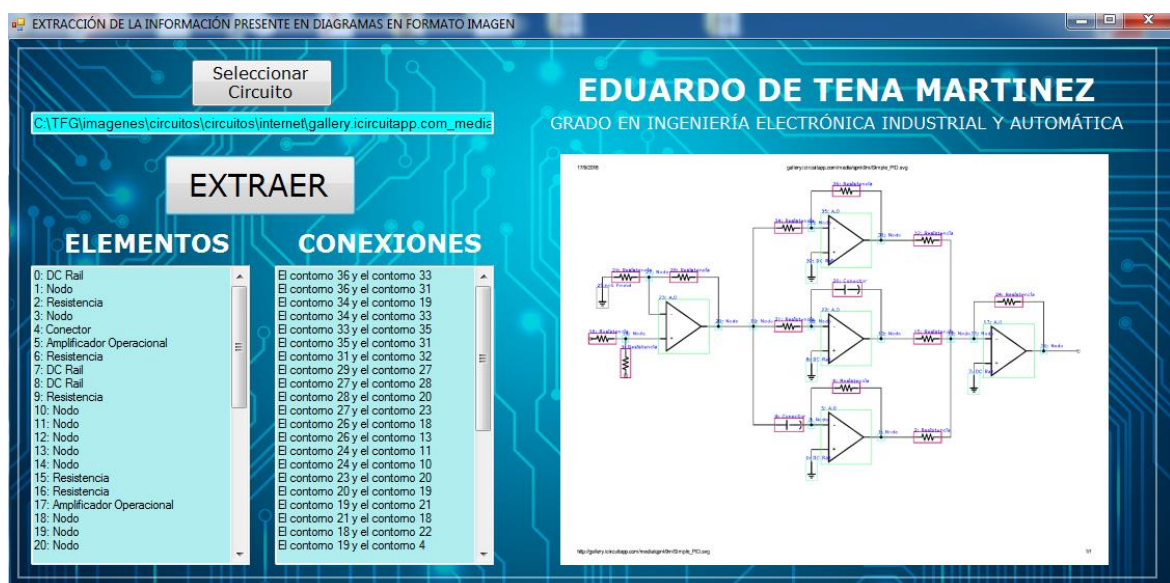 EXTRACCIÓN DE LA INFORMACIÓN PRESENTE EN DIAGRAMAS EN FORMATO IMAGEN
Seleccionar
Circuito
C:\TFG\imagenes\circuitos\circuitos\internet\gallery.icircuitapp.com_media
EXTRAER
ELEMENTOS
0: DC Rail
1: Nodo
2: Resistencia
3: Nodo
4: Conector
5: Amplificador Operacional
6: Resistencia
7: DC Rail
8: DC Rail
9: Resistencia
10: Nodo
11: Nodo
12: Nodo
13: Nodo
14: Nodo
15: Resistencia
16: Resistencia
17: Amplificador Operacional
18: Nodo
19: Nodo
20: Nodo
CONEXIONES
El contorno 36 y el contorno 33
El contorno 36 y el contorno 31
El contorno 34 y el contorno 19
El contorno 34 y el contorno 33
El contorno 33 y el contorno 35
El contorno 35 y el contorno 31
El contorno 31 y el contorno 32
El contorno 29 y el contorno 27
El contorno 27 y el contorno 28
El contorno 28 y el contorno 20
El contorno 27 y el contorno 23
El contorno 26 y el contorno 18
El contorno 26 y el contorno 13
El contorno 24 y el contorno 11
El contorno 24 y el contorno 10
El contorno 23 y el contorno 20
El contorno 20 y el contorno 19
El contorno 19 y el contorno 21
El contorno 21 y el contorno 18
El contorno 18 y el contorno 22
El contorno 19 y el contorno 4
EDUARDO DE TENA MARTINEZ
GRADO EN INGENIERÍA ELECTRÓNICA INDUSTRIAL Y AUTOMÁTICA